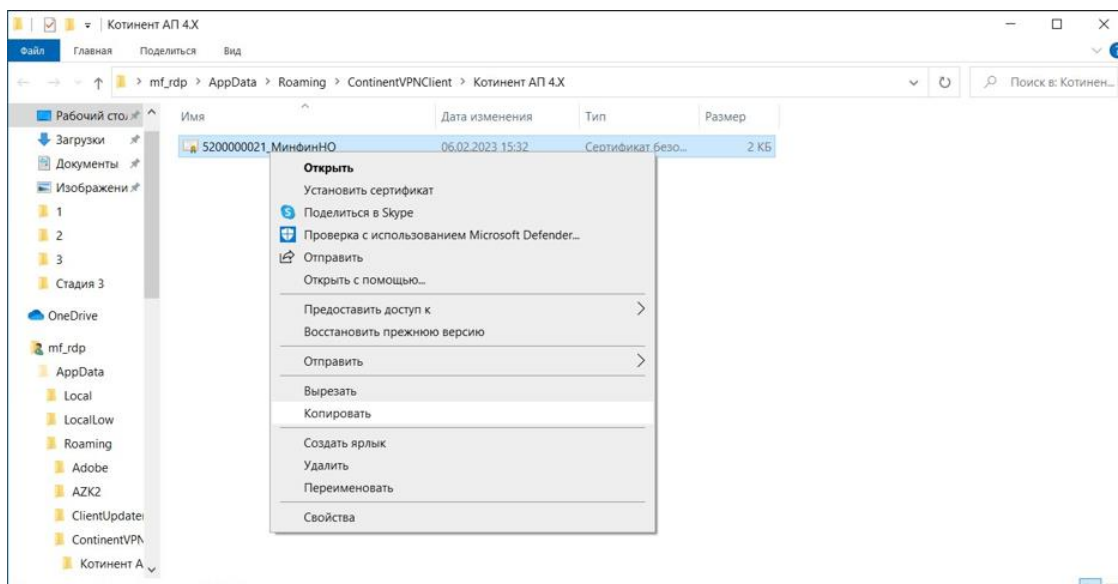 Котинент АП 4.X
Файл Главная Поделиться Вид
mf_rdp > AppData > Roaming > ContinentVPNClient > Котинент АП 4.X
Поиск в: Котинен...
Имя Дата изменения Тип Размер
5200000021_МинфинНО 06.02.2023 15:32 Сертификат безо... 2 КБ
Рабочий сто
Загрузки
Документы
Изображени
1
2
3
Стадия 3
OneDrive
mf_rdp
AppData
Local
LocalLow
Roaming
Adobe
AZK2
ClientUpdate
ContinentVPN
Котинент А
Открыть
Установить сертификат
Поделиться в Skype
Проверка с использованием Microsoft Defender...
Отправить
Открыть с помощью...
Предоставить доступ к
Восстановить прежнюю версию
Отправить
Вырезать
Копировать
Создать ярлык
Удалить
Переименовать
Свойства